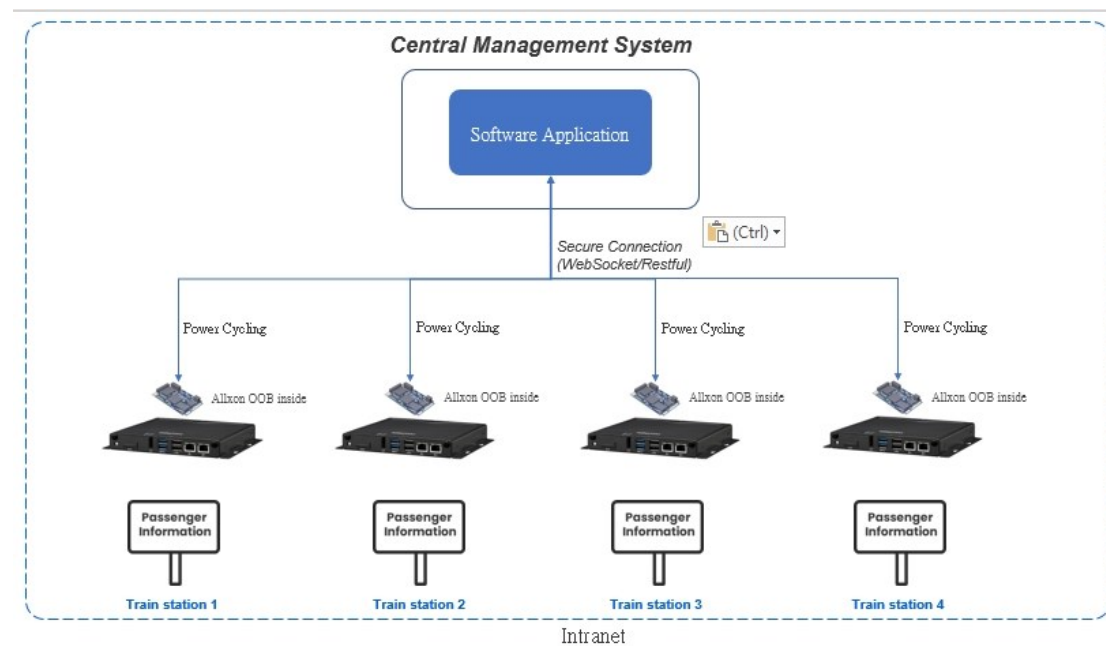 Central Management System
Software Application
(Ctrl)
Secure Connection
(WebSocket/Restful)
Power Cycling
Power Cycling
Power Cycling
Power Cycling
Allxon OOB inside
Allxon OOB inside
Allxon OOB inside
Allxon OOB inside
Passenger
Information
Passenger
Information
Passenger
Information
Passenger
Information
Train station 1
Train station 2
Train station 3
Train station 4
Intranet